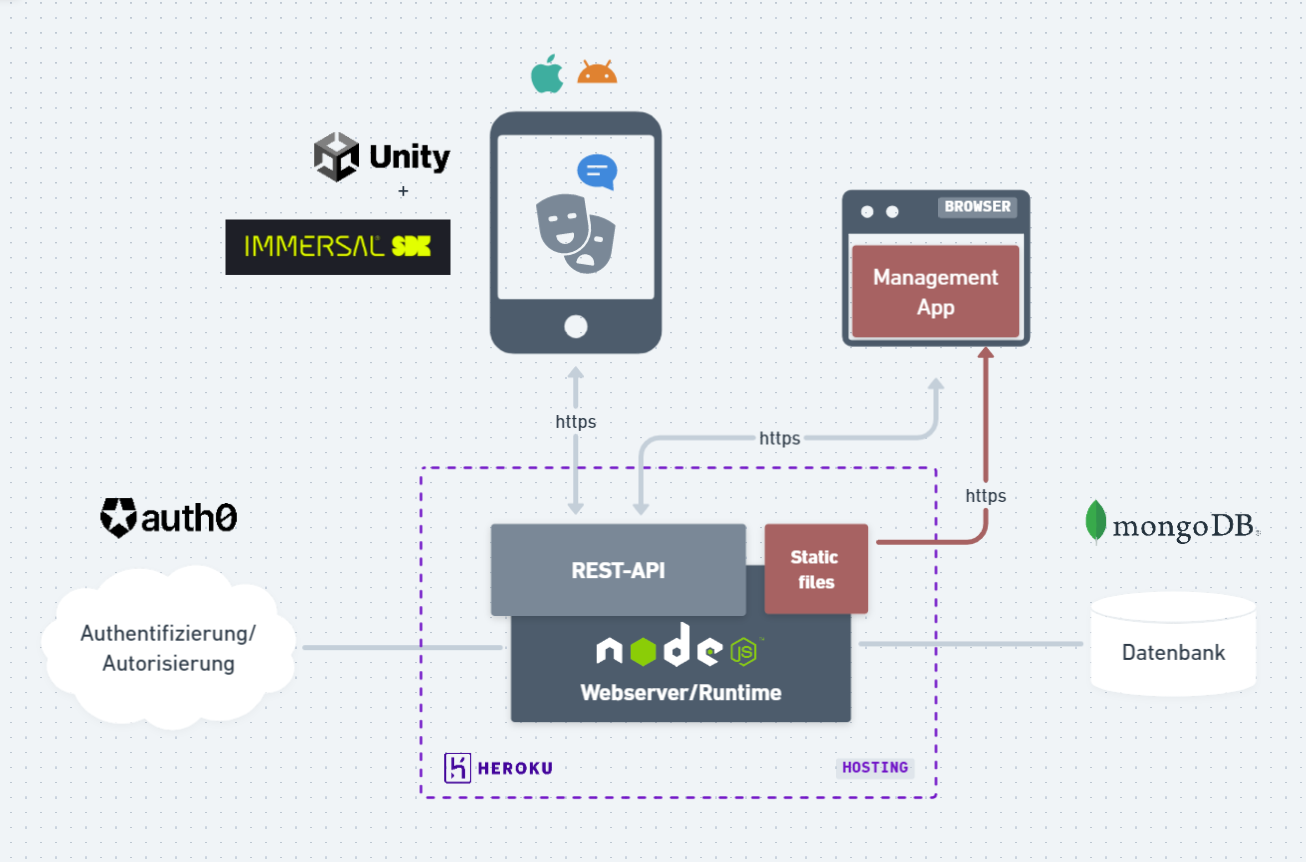 Unity
+
IMMERSAL SDK
BROWSER
Management
App
https
https
https
auth0
mongoDB
REST-API
Static
files
Authentifizierung/
Autorisierung
node
JS
Webserver/Runtime
Datenbank
HEROKU
HOSTING